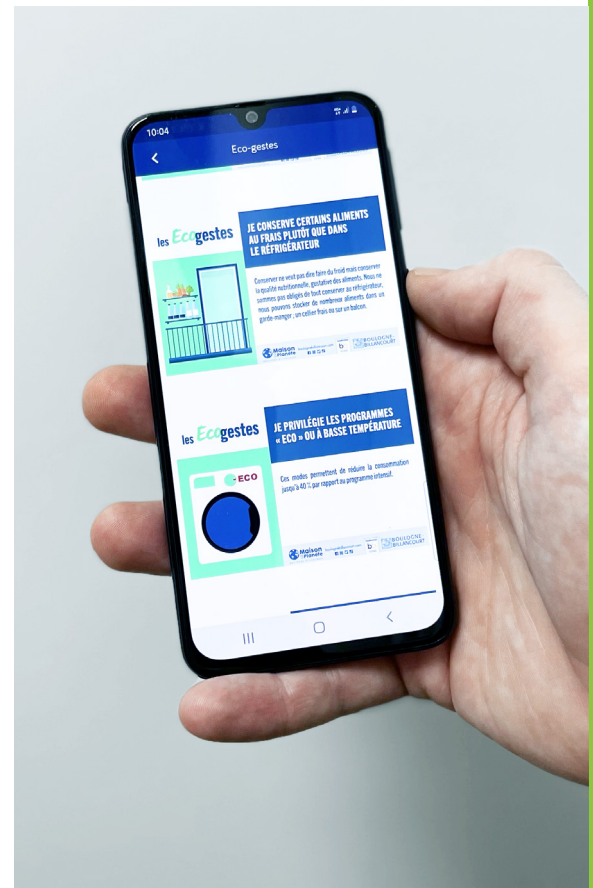 10:04
Eco-gestes
les Ecogestes
JE CONSERVE CERTAINS ALIMENTS
AU FRAIS PLUTÔT QUE DANS
LE RÉFRIGÉRATEUR
Conserver ne veut pas dire faire du froid mais conserver
la qualité nutritionnelle, gustative des aliments. Nous ne
sommes pas obligés de tout conserver au réfrigérateur,
nous pouvons stocker de nombreux aliments dans un
garde-manger, un cellier frais ou sur un balcon.
Maison
Planète
b
BOULOGNE
BILLANCOURT
les Ecogestes
JE PRIVILÉGIE LES PROGRAMMES
« ECO » OU À BASSE TEMPÉRATURE
-ECO
Ces modes permettent de réduire la consommation
jusqu'à 40 % par rapport au programme intensif.
Maison
Planète
b
BOULOGNE
BILLANCOURT